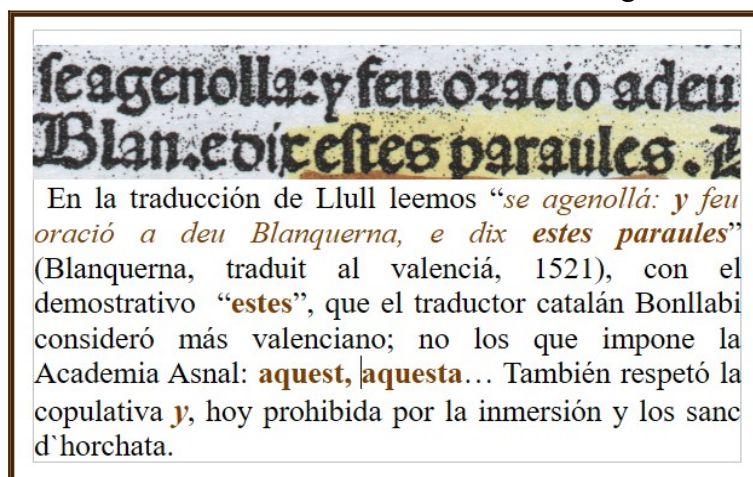 ſe agenolla: y feu oracio adeu
Blan. e dix eſtes paraules.
En la traducción de Llull leemos “se agenollá: y feu
oració a deu Blanquerna, e dix estes paraules”
(Blanquerna, traduit al valenciá, 1521), con el
demostrativo “estes”, que el traductor catalán Bonllabi
consideró más valenciano; no los que impone la
Academia Asnal: aquest, aquesta… También respetó la
copulativa y, hoy prohibida por la inmersión y los sanc
d`horchata.